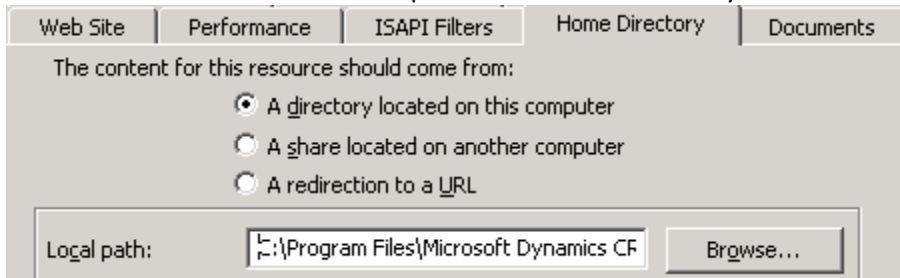 Web Site Performance ISAPI Filters Home Directory Documents
The content for this resource should come from:
A directory located on this computer
A share located on another computer
A redirection to a URL
Local path: C:\Program Files\Microsoft Dynamics CR Browse...